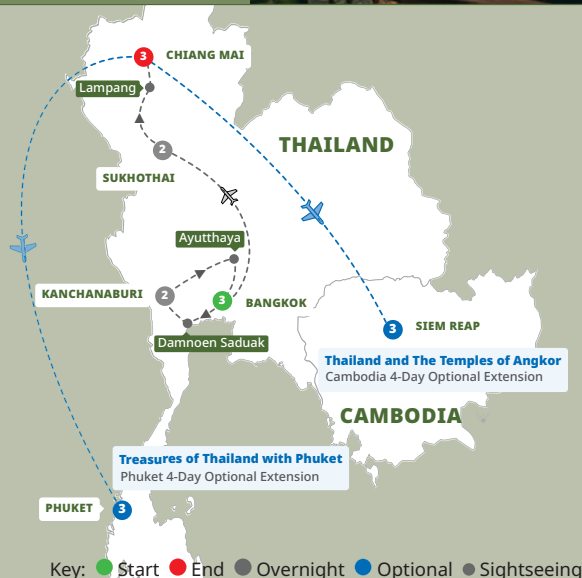 3 CHIANG MAI
Lampang
THAILAND
2
SUKHOTHAI
Ayutthaya
KANCHANABURI 2
3 BANGKOK
3 SIEM REAP
Damnoen Saduak
Thailand and The Temples of Angkor
Cambodia 4-Day Optional Extension
CAMBODIA
Treasures of Thailand with Phuket
Phuket 4-Day Optional Extension
PHUKET 3
Key: Start End Overnight Optional Sightseeing